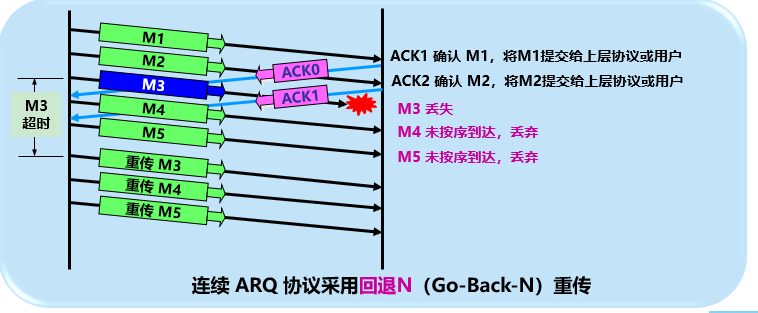 M1
M2
M3
M4
M5
重传 M3
重传 M4
重传 M5
ACK0
ACK1
M3
超时
ACK1 确认 M1，将M1提交给上层协议或用户
ACK2 确认 M2，将M2提交给上层协议或用户
M3 丢失
M4 未按序到达，丢弃
M5 未按序到达，丢弃
连续 ARQ 协议采用回退N（Go-Back-N）重传